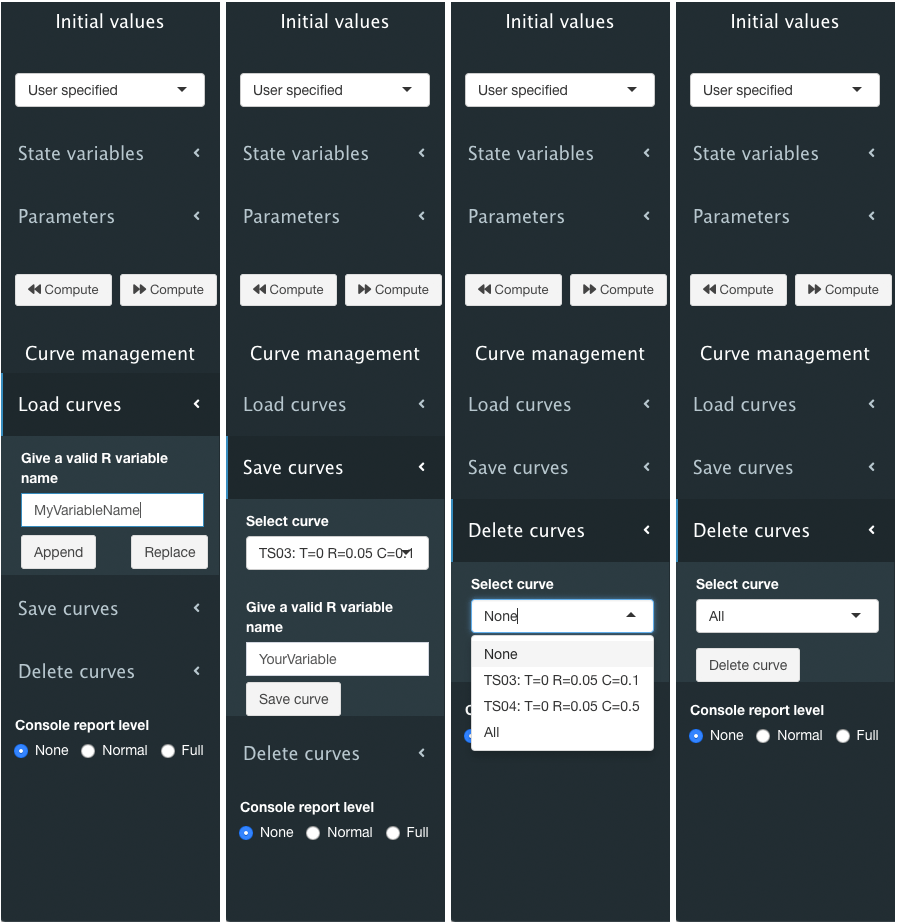 Initial values
User specified
State variables
Parameters
Compute
Compute
Curve management
Load curves
Give a valid R variable
name
MyVariableName
Append
Replace
Save curves
Delete curves
Console report level
None
Normal
Full
Initial values
User specified
State variables
Parameters
Compute
Compute
Curve management
Load curves
Save curves
Select curve
TS03: T=0 R=0.05 C=0.1
Give a valid R variable
name
YourVariable
Save curve
Delete curves
Console report level
None
Normal
Full
Initial values
User specified
State variables
Parameters
Compute
Compute
Curve management
Load curves
Save curves
Delete curves
Select curve
None
None
TS03: T=0 R=0.05 C=0.1
TS04: T=0 R=0.05 C=0.5
All
Initial values
User specified
State variables
Parameters
Compute
Compute
Curve management
Load curves
Save curves
Delete curves
Select curve
All
Delete curve
Console report level
None
Normal
Full